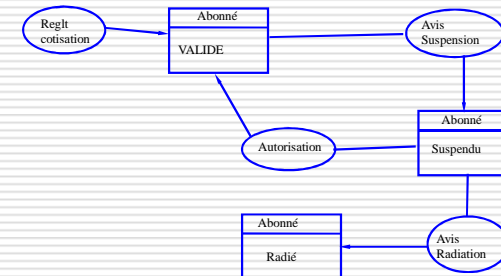 Reglt
cotisation
Abonné
VALIDE
Avis
Suspension
Abonné
Suspendu
Autorisation
Abonné
Radié
Avis
Radiation